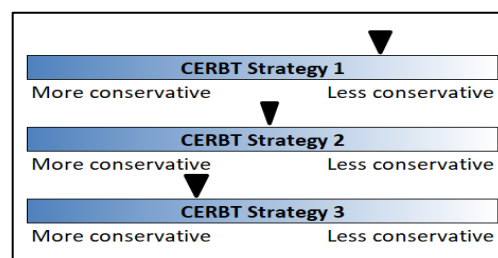 CERBT Strategy 1
More conservative Less conservative
CERBT Strategy 2
More conservative Less conservative
CERBT Strategy 3
More conservative Less conservative